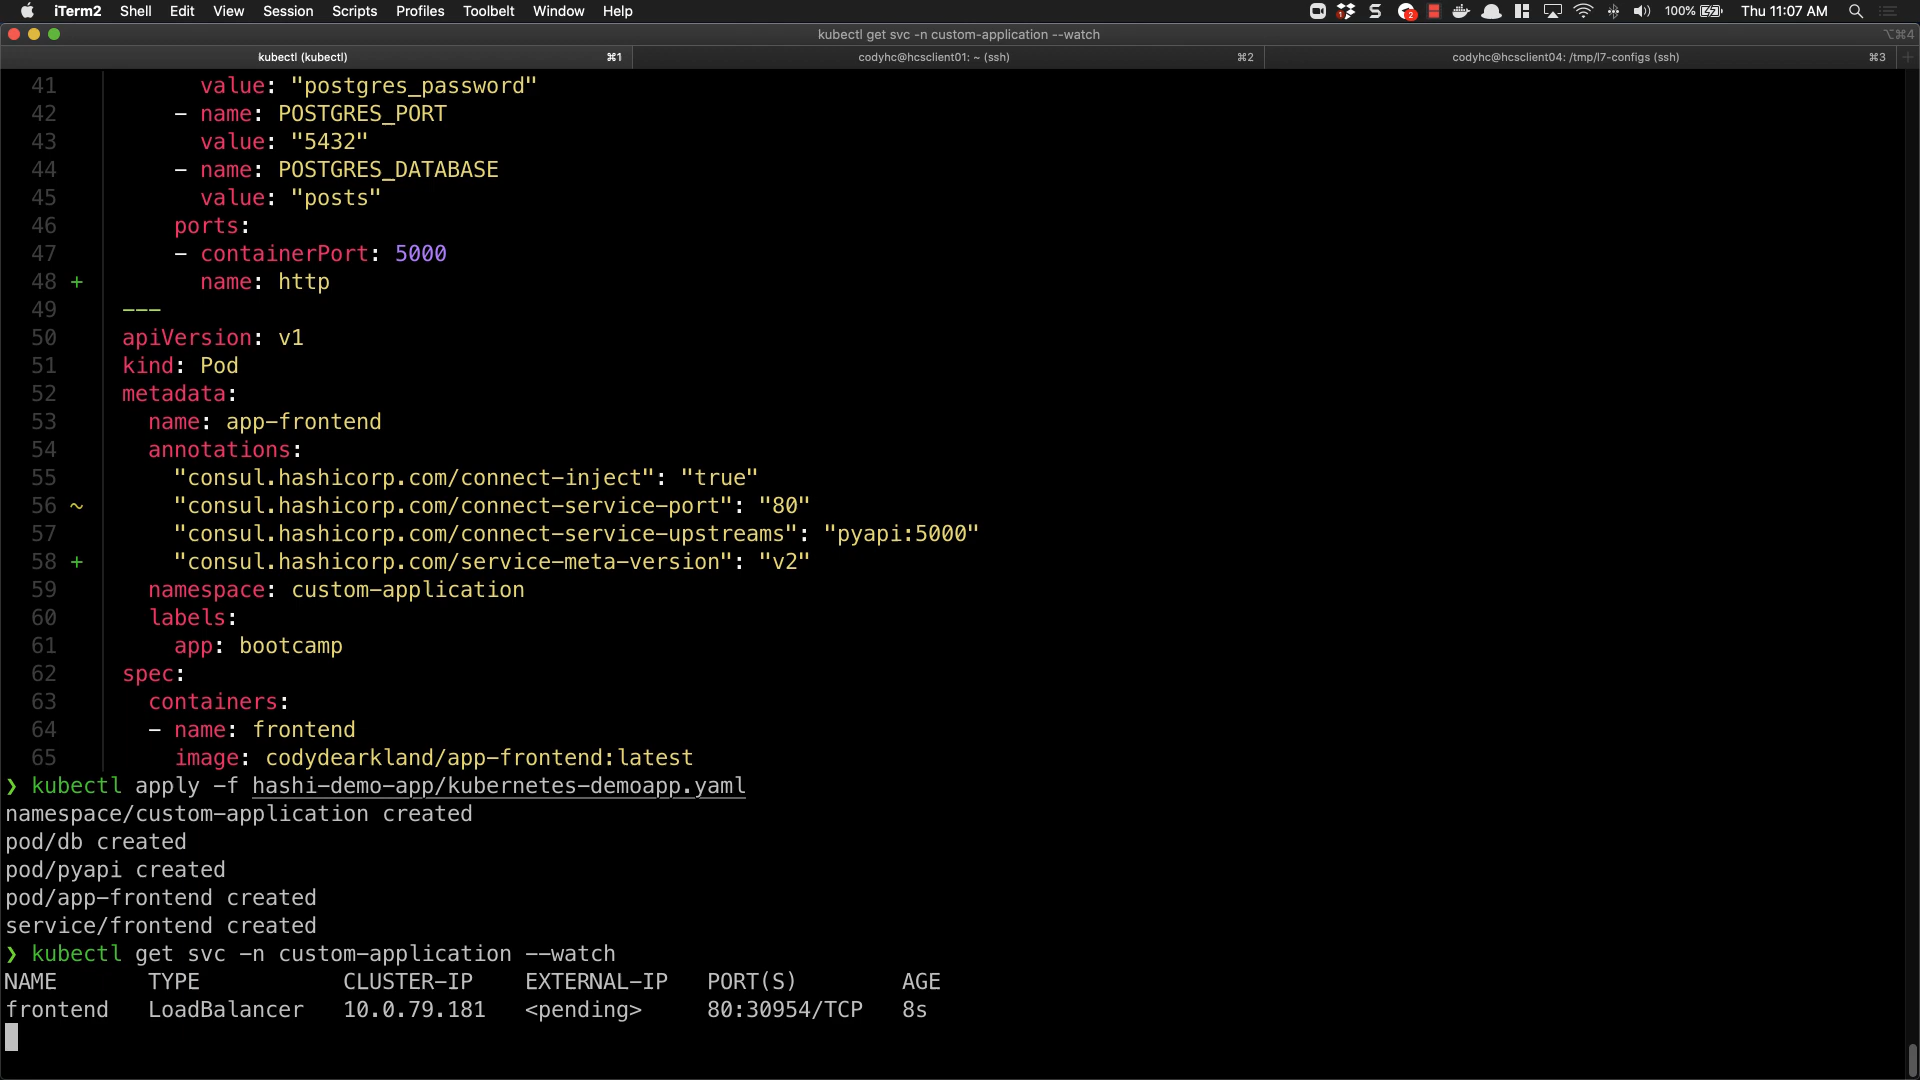 iTerm2 Shell Edit View Session Scripts Profiles Toolbelt Window Help 100% Thu 11:07 AM
kubectl get svc -n custom-application --watch ⌥⌘4
kubectl (kubectl) ⌘1 codyhc@hcsclient01: ~ (ssh) ⌘2 codyhc@hcsclient04: /tmp/l7-configs (ssh) ⌘3
41 value: "postgres_password"
42 - name: POSTGRES_PORT
43 value: "5432"
44 - name: POSTGRES_DATABASE
45 value: "posts"
46 ports:
47 - containerPort: 5000
48 + name: http
49 ---
50 apiVersion: v1
51 kind: Pod
52 metadata:
53 name: app-frontend
54 annotations:
55 "consul.hashicorp.com/connect-inject": "true"
56 ~ "consul.hashicorp.com/connect-service-port": "80"
57 "consul.hashicorp.com/connect-service-upstreams": "pyapi:5000"
58 + "consul.hashicorp.com/service-meta-version": "v2"
59 namespace: custom-application
60 labels:
61 app: bootcamp
62 spec:
63 containers:
64 - name: frontend
65 image: codydearkland/app-frontend:latest
❯ kubectl apply -f hashi-demo-app/kubernetes-demoapp.yaml
namespace/custom-application created
pod/db created
pod/pyapi created
pod/app-frontend created
service/frontend created
❯ kubectl get svc -n custom-application --watch
NAME TYPE CLUSTER-IP EXTERNAL-IP PORT(S) AGE
frontend LoadBalancer 10.0.79.181 <pending> 80:30954/TCP 8s